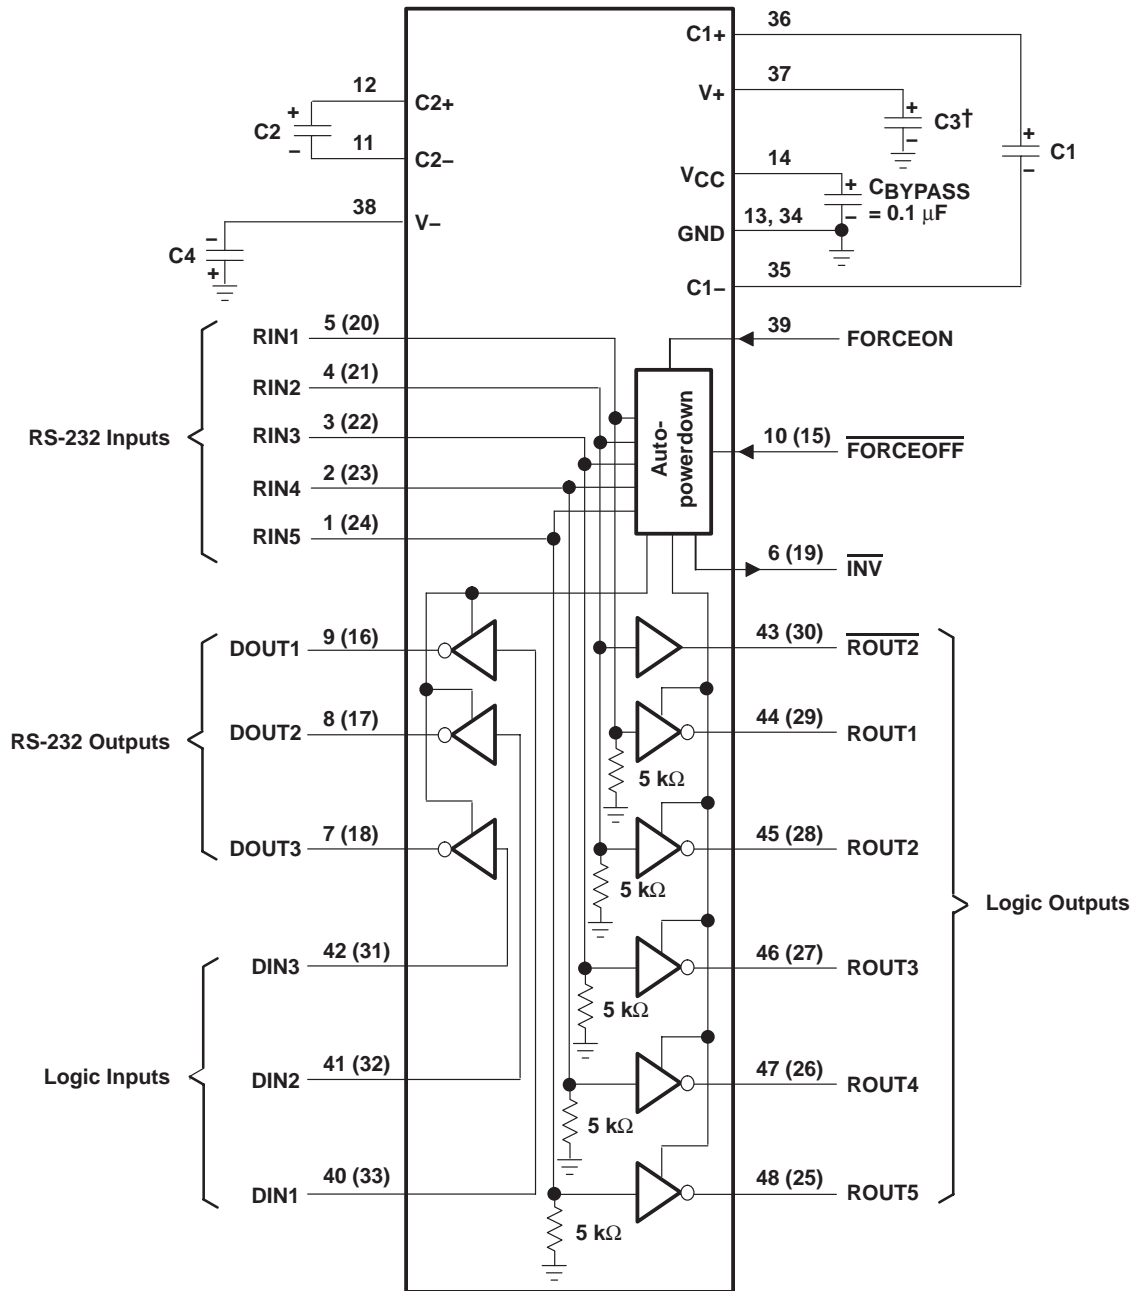 36
C1+
37
V+
C3†
C1
12
C2+
C2
11
C2–
14
VCC
CBYPASS
= 0.1 μF
38
V–
13, 34
GND
C4
35
C1–
RS-232 Inputs
RIN1
5 (20)
RIN2
4 (21)
RIN3
3 (22)
RIN4
2 (23)
RIN5
1 (24)
Auto-
powerdown
39
FORCEON
10 (15)
FORCEOFF
6 (19)
INV
RS-232 Outputs
DOUT1
9 (16)
DOUT2
8 (17)
DOUT3
7 (18)
Logic Inputs
DIN3
42 (31)
DIN2
41 (32)
DIN1
40 (33)
43 (30)
ROUT2
44 (29)
ROUT1
5 kΩ
45 (28)
ROUT2
5 kΩ
46 (27)
ROUT3
5 kΩ
47 (26)
ROUT4
5 kΩ
48 (25)
ROUT5
5 kΩ
Logic Outputs
+
–
+
–
+
–
+
–
–
+